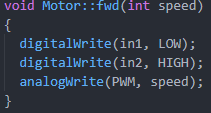 void Motor::fwd(int speed)
{
  digitalWrite(in1, LOW);
  digitalWrite(in2, HIGH);
  analogWrite(PWM, speed);
}